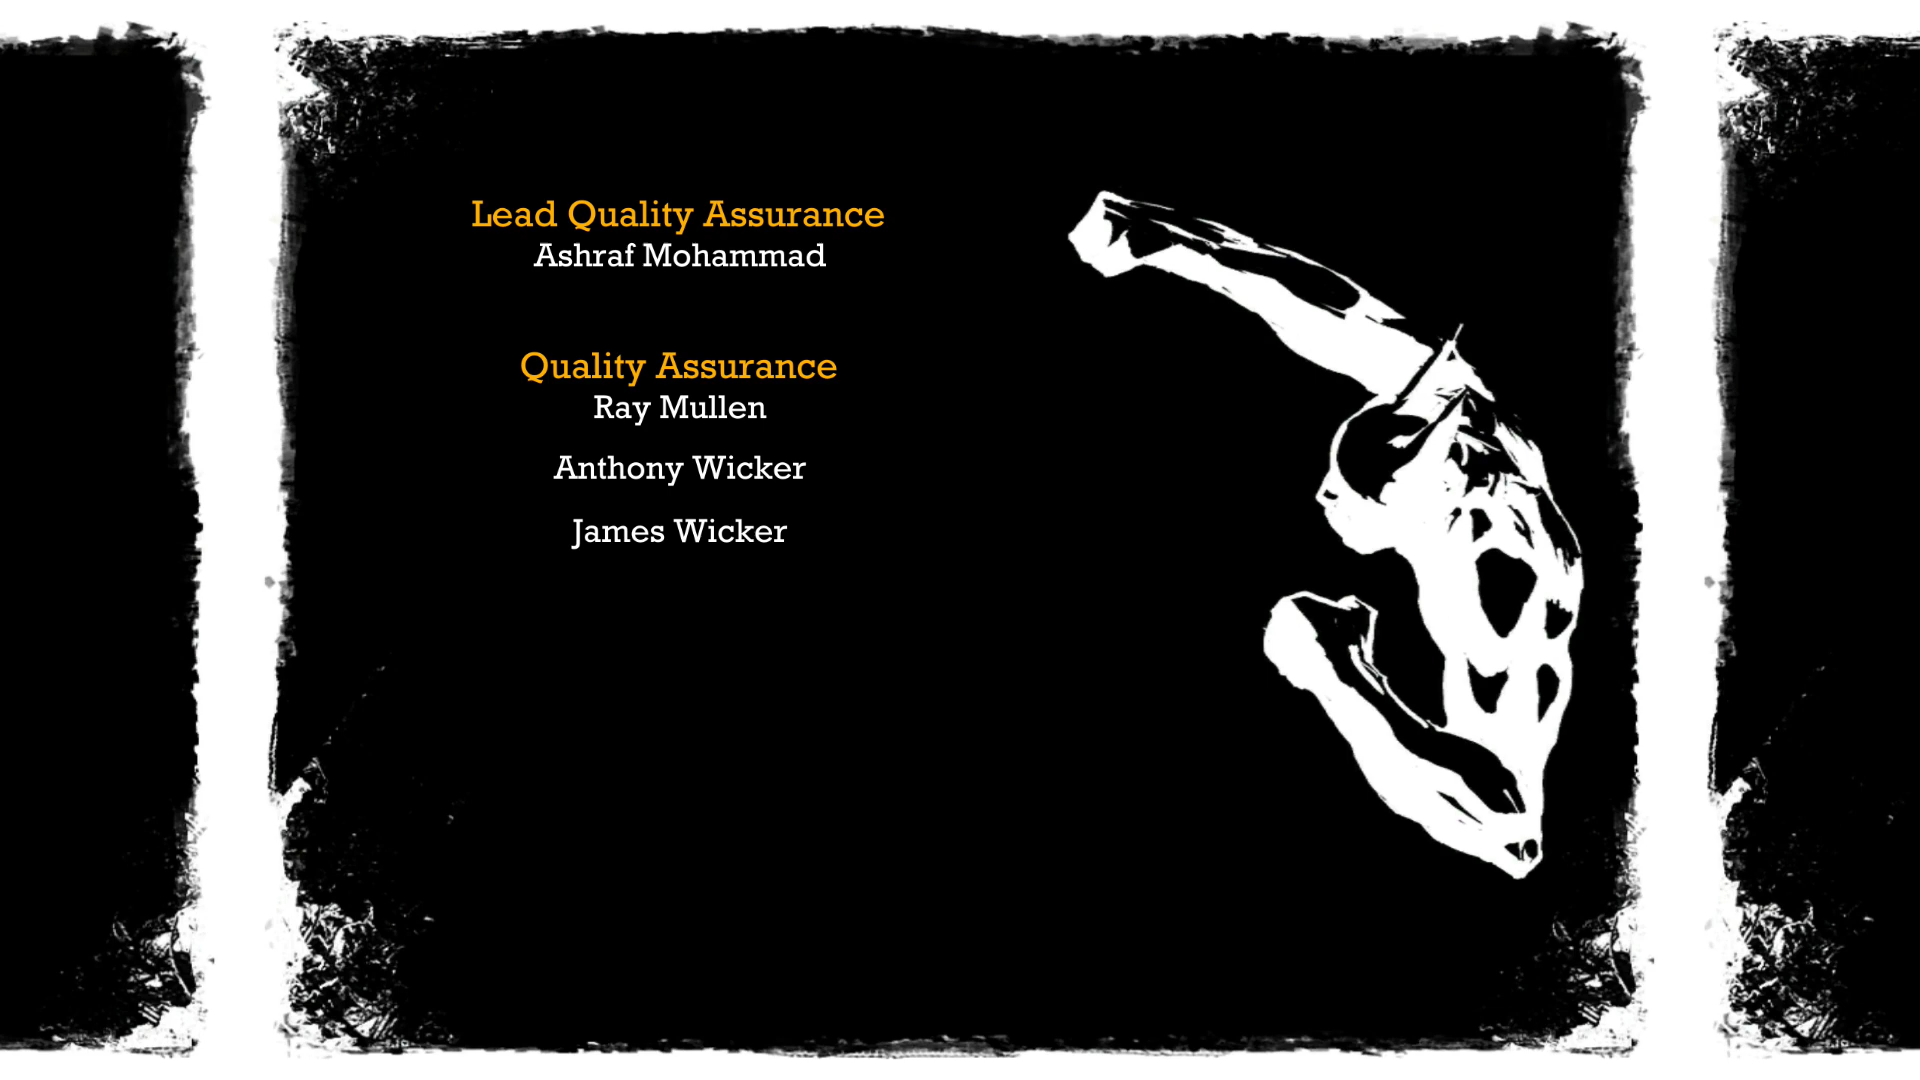 Lead Quality Assurance
Ashraf Mohammad
Quality Assurance
Ray Mullen
Anthony Wicker
James Wicker